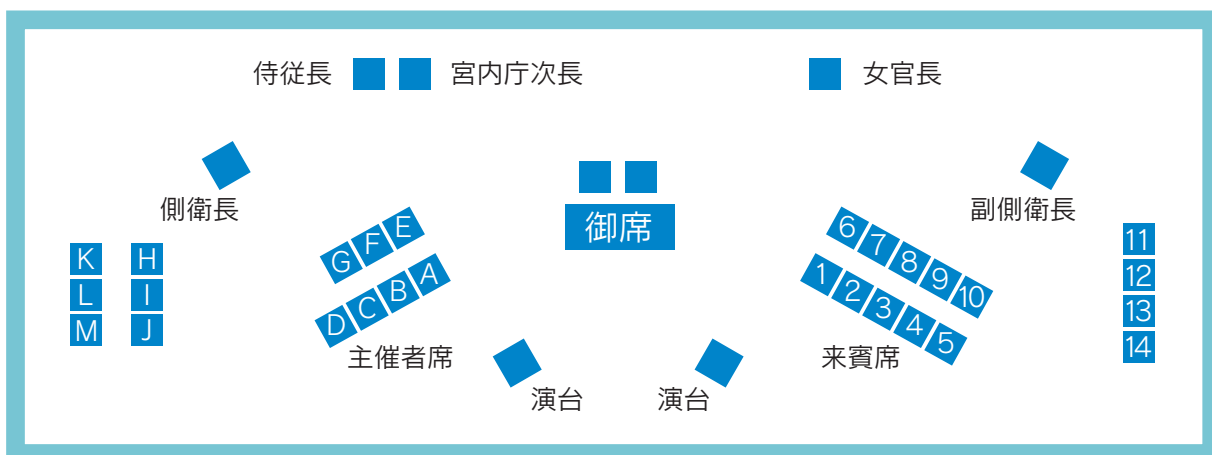 侍従長
宮内庁次長
女官長
側衛長
副側衛長
御席
K
H
L
I
M
J
G
F
E
D
C
B
A
主催者席
演台
演台
6
7
8
9
10
1
2
3
4
5
来賓席
11
12
13
14